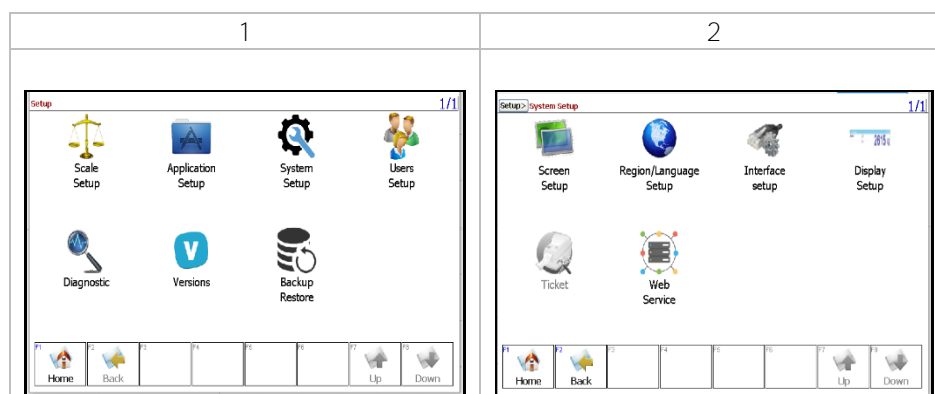 1
2
Setup
1/1
Scale
Setup
Application
Setup
System
Setup
Users
Setup
Diagnostic
Versions
Backup
Restore
F1
F2
F3
F4
F5
F6
F7
F8
Home
Back
Up
Down
Setup>
System Setup
1/1
Screen
Setup
Region/Language
Setup
Interface
setup
Display
Setup
Ticket
Web
Service
F1
F2
F3
F4
F5
F6
F7
F8
Home
Back
Up
Down